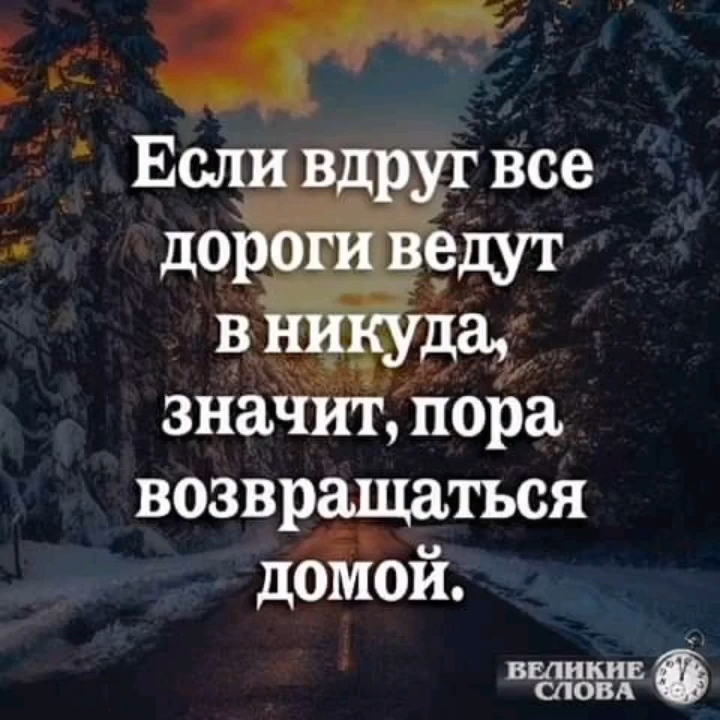 Если вдруг все
дороги ведут
в никуда,
значит, пора
возвращаться
домой.
ВЕЛИКИЕ
СЛОВА